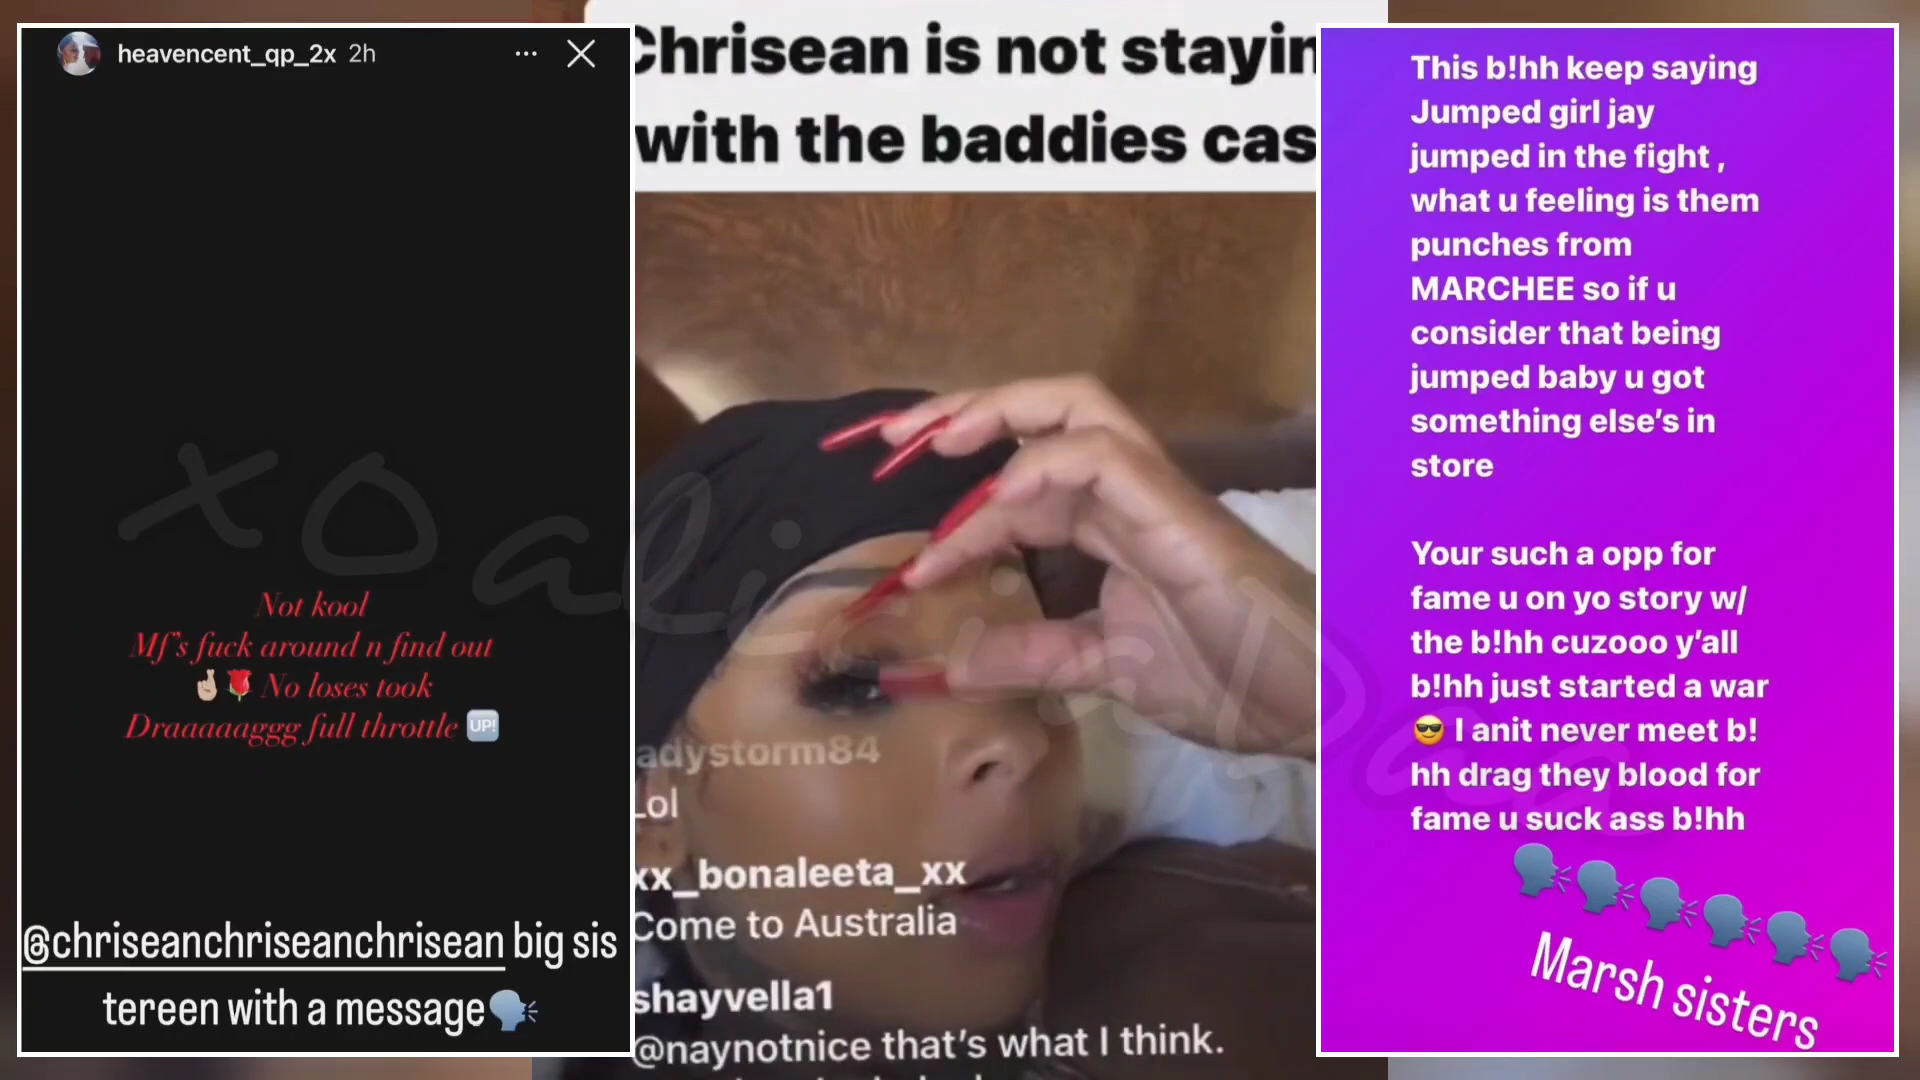 heavencent_qp_2x 2h
Not kool
Mf's fuck around n find out
🤞🏼🌹 No loses took
Draaaaaggg full throttle 🆙
@chriseanchriseanchrisean big sis
tereen with a message🗣️
Chrisean is not stayin
with the baddies cas
adystorm84
Lol
xx_bonaleeta_xx
Come to Australia
shayvella1
@naynotnice that's what I think.
This b!hh keep saying
Jumped girl jay
jumped in the fight ,
what u feeling is them
punches from
MARCHEE so if u
consider that being
jumped baby u got
something else's in
store
Your such a opp for
fame u on yo story w/
the b!hh cuzooo y'all
b!hh just started a war
😎 I anit never meet b!
hh drag they blood for
fame u suck ass b!hh
🗣️🗣️🗣️🗣️🗣️🗣️
Marsh sisters
xoaliciaDaa